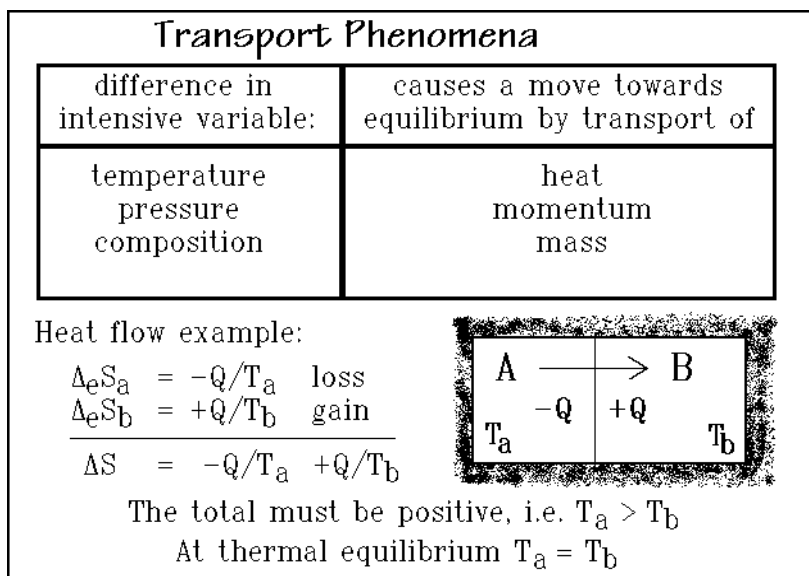 Transport Phenomena
difference in
intensive variable:
causes a move towards
equilibrium by transport of
temperature
pressure
composition
heat
momentum
mass
Heat flow example:
ΔeSa = -Q/Ta loss
ΔeSb = +Q/Tb gain
ΔS = -Q/Ta +Q/Tb
A B
-Q +Q
Ta Tb
The total must be positive, i.e. Ta > Tb
At thermal equilibrium Ta = Tb